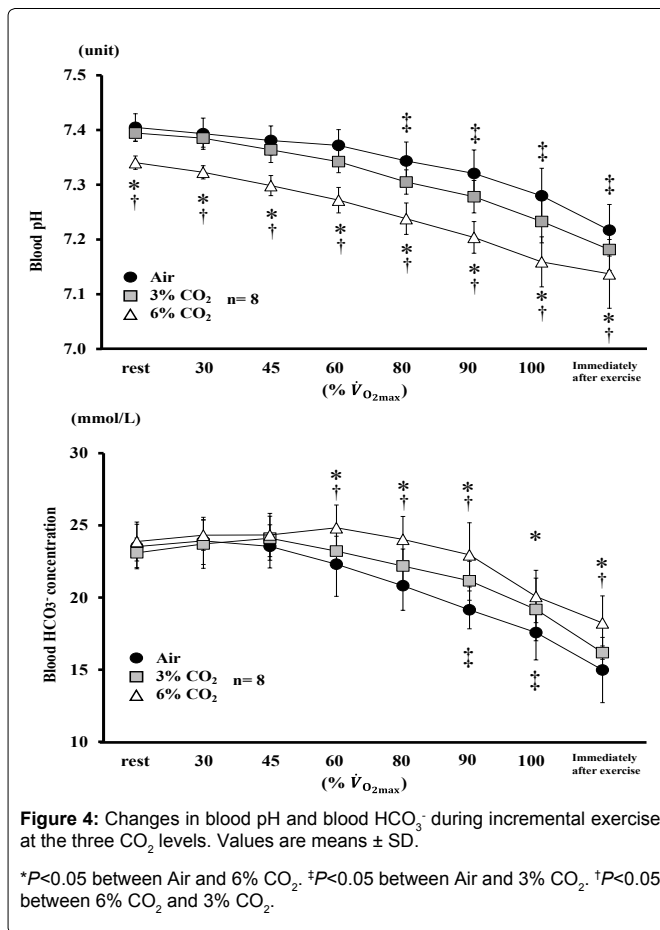 (unit)
7.5
‡ ‡ ‡
7.4
‡
7.3
* * * *
† † † †
7.2
* * * *
† † † †
7.1
7.0
Blood pH
Air
3% CO₂ n= 8
6% CO₂
rest 30 45 60 80 90 100 Immediately after exercise
(% V̇O₂max)
(mmol/L)
30
* * *
† † †
25
* *
†
20
15
‡ ‡
10
Blood HCO3⁻ concentration
Air
3% CO₂ n= 8
6% CO₂
rest 30 45 60 80 90 100 Immediately after exercise
(% V̇O₂max)
Figure 4: Changes in blood pH and blood HCO₃⁻ during incremental exercise
at the three CO₂ levels. Values are means ± SD.
*P<0.05 between Air and 6% CO₂. ‡P<0.05 between Air and 3% CO₂. †P<0.05
between 6% CO₂ and 3% CO₂.